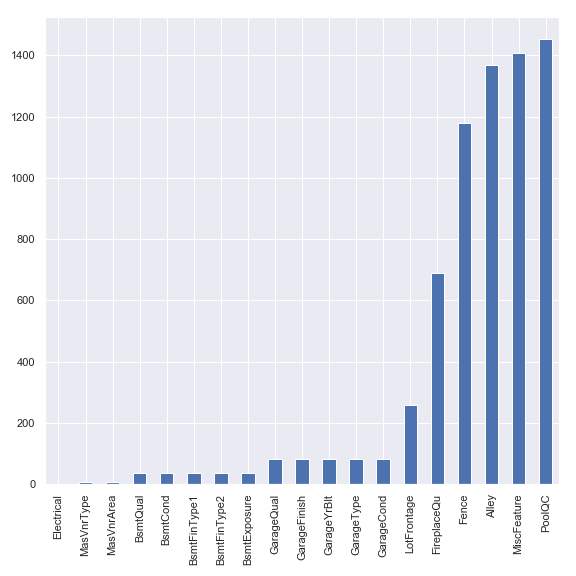 1400
1200
1000
800
600
400
200
0
Electrical
MasVnrType
MasVnrArea
BsmtQual
BsmtCond
BsmtFinType1
BsmtFinType2
BsmtExposure
GarageQual
GarageFinish
GarageYrBlt
GarageType
GarageCond
LotFrontage
FireplaceQu
Fence
Alley
MiscFeature
PoolQC